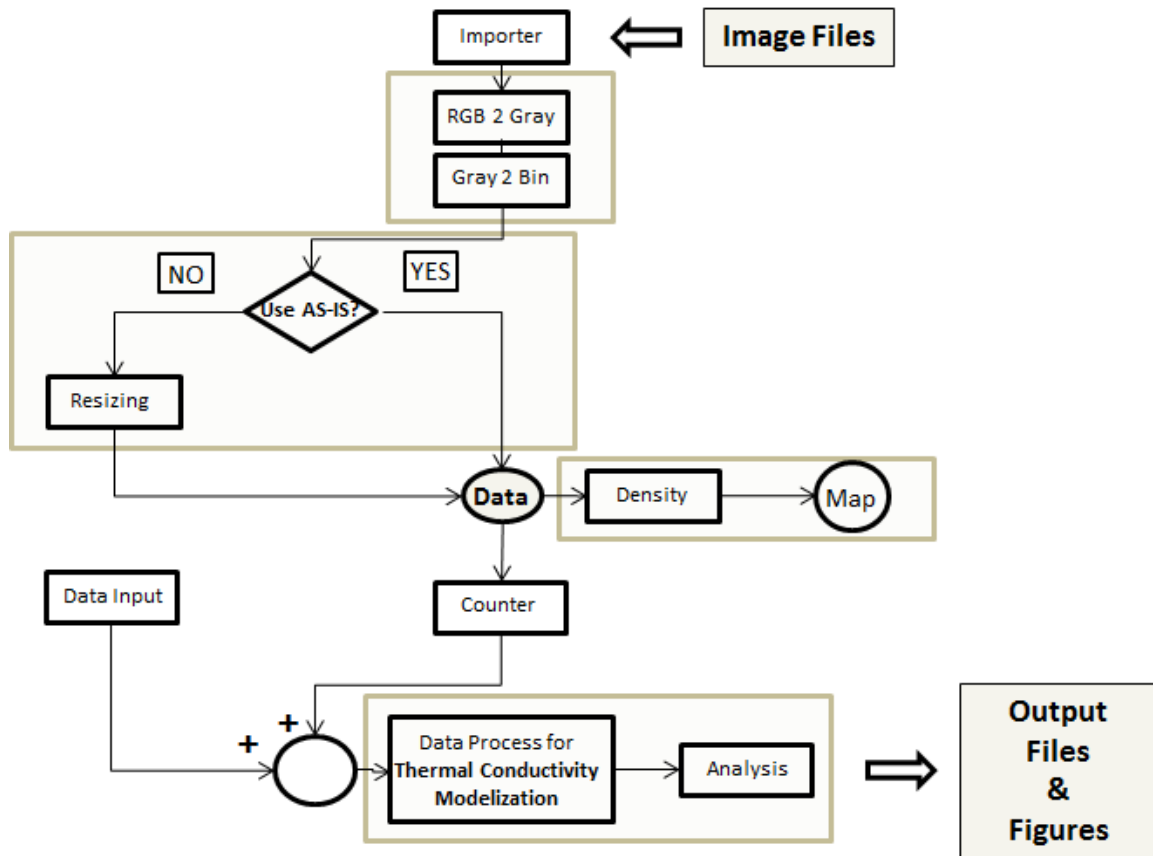 Importer
Image Files
RGB 2 Gray
Gray 2 Bin
NO
YES
Use AS-IS?
Resizing
Data
Density
Map
Data Input
Counter
+
+
Data Process for
Thermal Conductivity
Modelization
Analysis
Output
Files
&
Figures